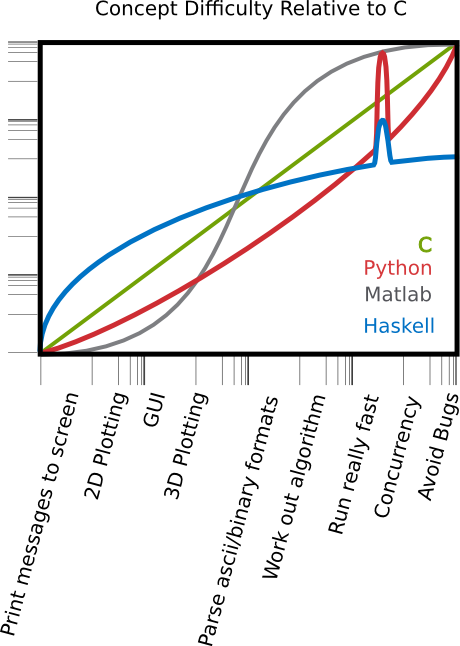 Concept Difficulty Relative to C
C
Python
Matlab
Haskell
Print messages to screen
2D Plotting
GUI
3D Plotting
Parse ascii/binary formats
Work out algorithm
Run really fast
Concurrency
Avoid Bugs